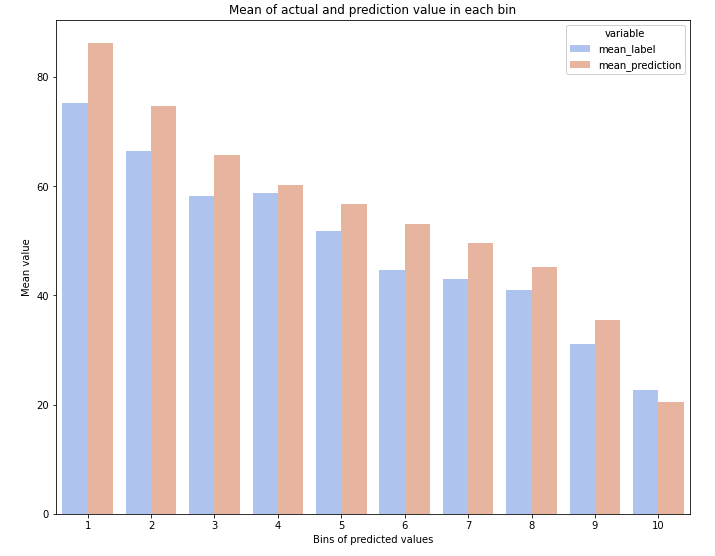 Mean of actual and prediction value in each bin
variable
mean_label
mean_prediction
Mean value
80
60
40
20
0
1 2 3 4 5 6 7 8 9 10
Bins of predicted values